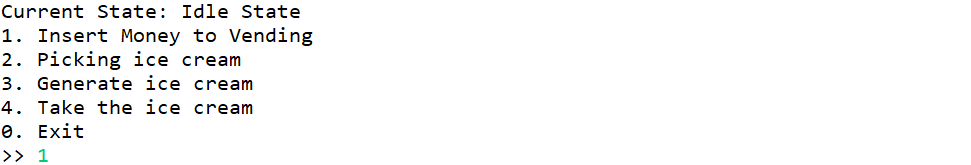 Current State: Idle State
1. Insert Money to Vending
2. Picking ice cream
3. Generate ice cream
4. Take the ice cream
0. Exit
>> 1